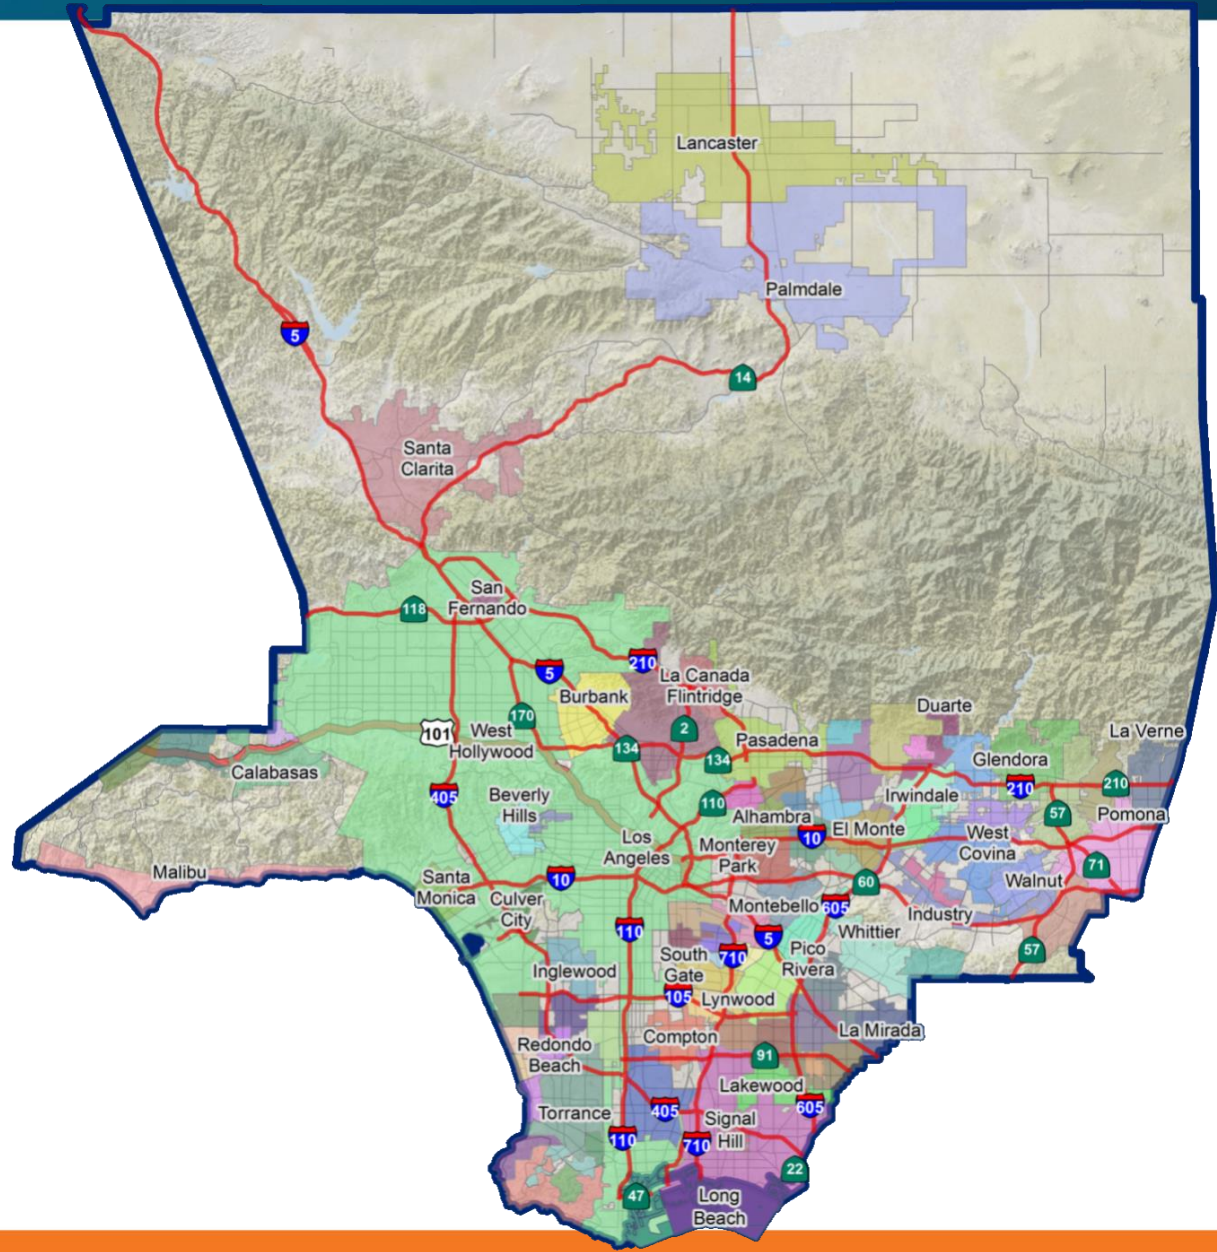 Lancaster
Palmdale
5
14
Santa
Clarita
San
Fernando
118
5
210
La Canada
Flintridge
Burbank
Duarte
170
2
101
West
Hollywood
134
134
Pasadena
La Verne
Glendora
Calabasas
210
210
405
Beverly
Hills
110
Irwindale
57
Pomona
Alhambra
10
El Monte
Los
Angeles
Monterey
Park
West
Covina
71
Malibu
Santa
Monica
10
60
Walnut
Culver
City
Montebello
605
Industry
110
5
Whittier
57
South
Gate
710
Pico
Rivera
Inglewood
105
Lynwood
La Mirada
Compton
Redondo
Beach
91
Lakewood
Torrance
405
605
Signal
Hill
110
710
22
47
Long
Beach